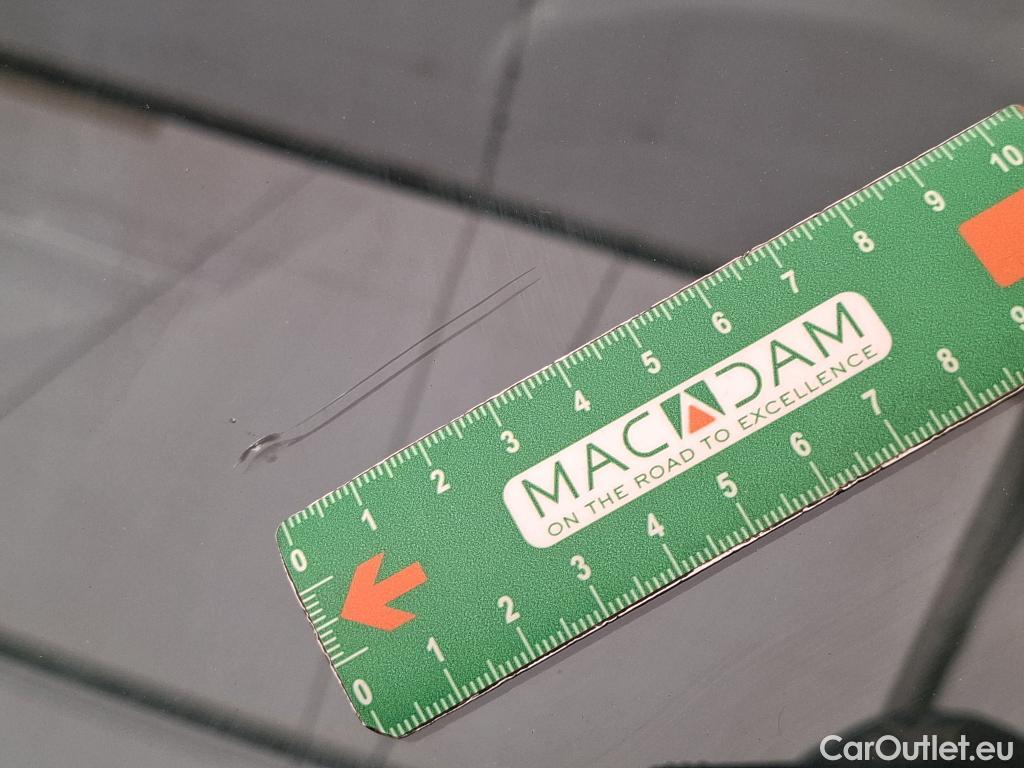 0 1 2 3 4 5 6 7 8 9 10
MACADAM
ON THE ROAD TO EXCELLENCE
0 1 2 3 4 5 6 7 8 9
CarOutlet.eu